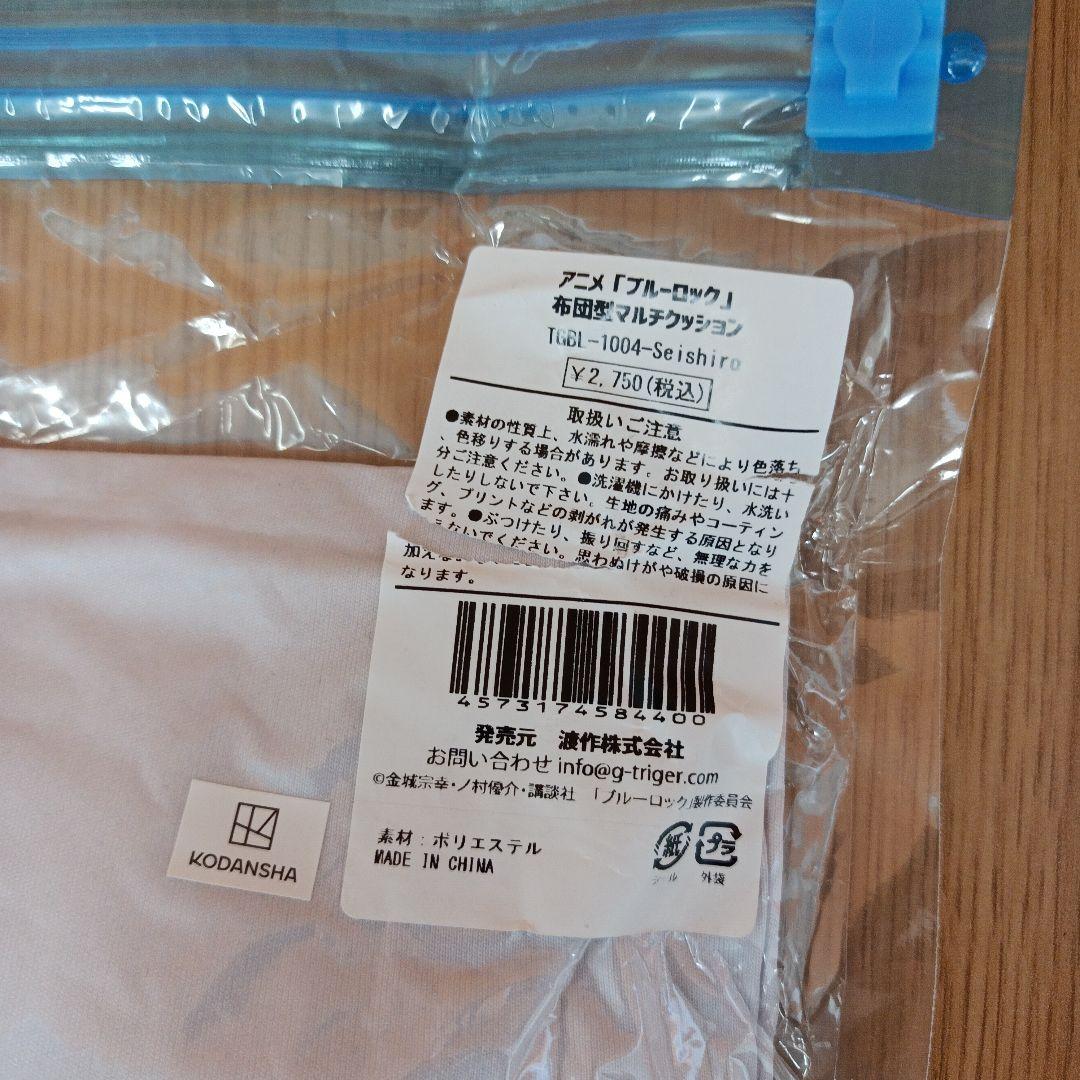 アニメ「ブルーロック」
布団型マルチクッション
TGBL-1004-Seishiro
¥2,750(税込)
取扱いご注意
●素材の性質上、水濡れや摩擦などにより色落ち
、色移りする場合があります。お取り扱いには十
分ご注意ください。●洗濯機にかけたり、水洗い
したりしないで下さい。生地の痛みやコーティン
グ、プリントなどの剥がれが発生する原因となり
ます。●ぶつけたり、振り回すなど、無理な力を
ないでください。思わぬけがや破損の原因に
加え
なります。
4573174584400
発売元 渡作株式会社
お問い合わせ info@g-triger.com
©金城宗幸・ノ村優介・講談社 「ブルーロック」製作委員会
素材:ポリエステル
MADE IN CHINA
紙
プラ
シール
外袋
KODANSHA